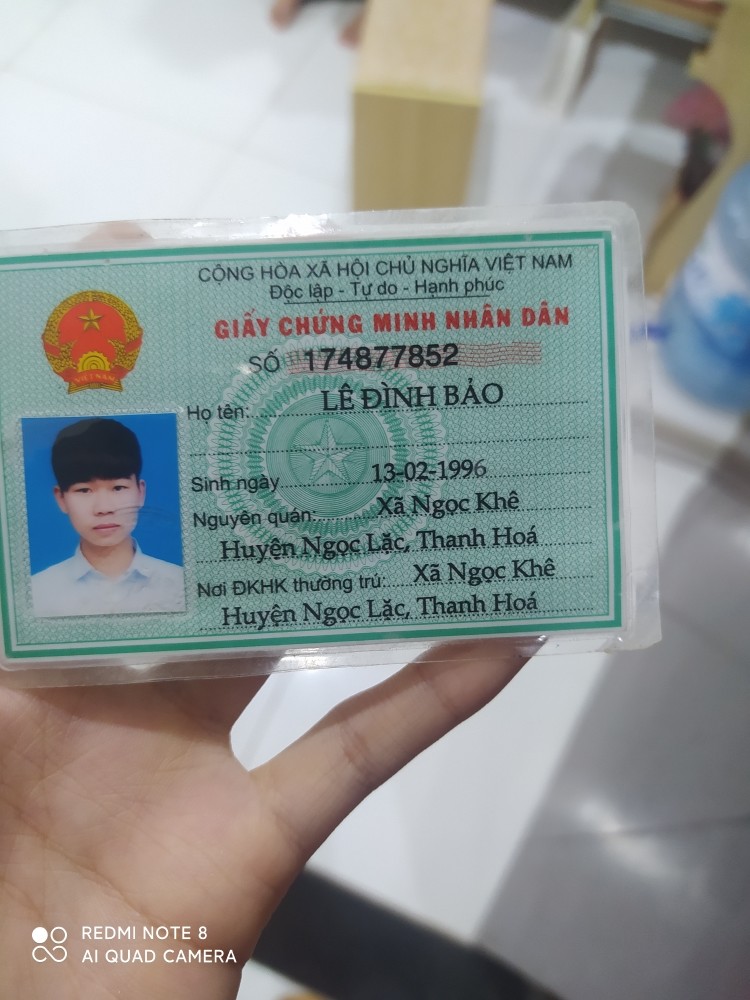 CỘNG HÒA XÃ HỘI CHỦ NGHĨA VIỆT NAM
Độc lập - Tự do - Hạnh phúc
GIẤY CHỨNG MINH NHÂN DÂN
SỐ 174877852
Họ tên: LÊ ĐÌNH BẢO
Sinh ngày 13-02-1996
Nguyên quán: Xã Ngọc Khê
Huyện Ngọc Lặc, Thanh Hoá
Nơi ĐKHK thường trú: Xã Ngọc Khê
Huyện Ngọc Lặc, Thanh Hoá
VIỆT NAM
REDMI NOTE 8
AI QUAD CAMERA